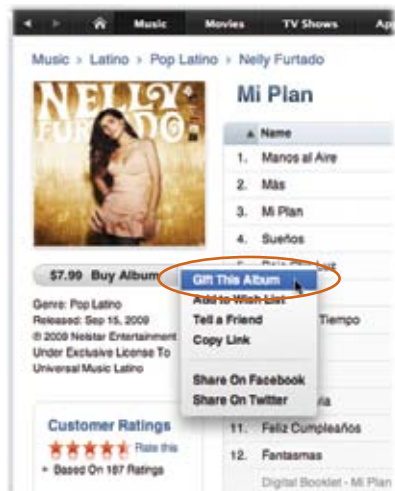 Music Movies TV Shows Ap
Music > Latino > Pop Latino > Nelly Furtado
NELLY FURTADO
Mi Plan
Name
1. Manos al Aire
2. Más
3. Mi Plan
4. Sueños
$7.99 Buy Album
Gift This Album
Add to Wish List
Tell a Friend
Tiempo
Copy Link
Share On Facebook
Share On Twitter
Genre: Pop Latino
Released: Sep 15, 2009
℗ 2009 Nelstar Entertainment
Under Exclusive License To
Universal Music Latino
Customer Ratings
Rate this
Based On 187 Ratings
11. Feliz Cumpleaños
12. Fantasmas
Digital Booklet - Mi Plan